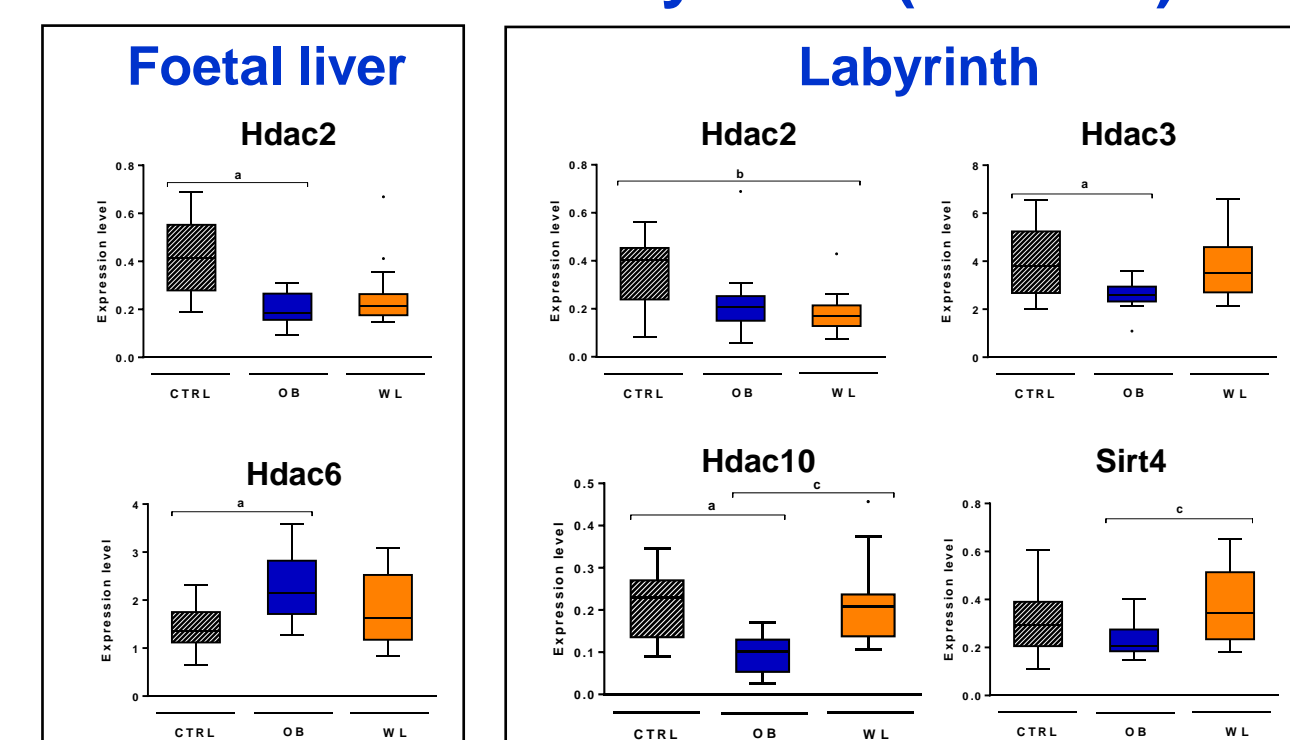 Foetal liver
Hdac2
a
Expression level
0.8
0.6
0.4
0.2
0.0
CTRL OB WL
Hdac6
a
Expression level
4
3
2
1
0
CTRL OB WL
Labyrinth
Hdac2
b
Expression level
0.8
0.6
0.4
0.2
0.0
CTRL OB WL
Hdac3
a
Expression level
8
6
4
2
0
CTRL OB WL
Hdac10
c
a
Expression level
0.5
0.4
0.3
0.2
0.1
0.0
CTRL OB WL
Sirt4
c
Expression level
0.8
0.6
0.4
0.2
0.0
CTRL OB WL